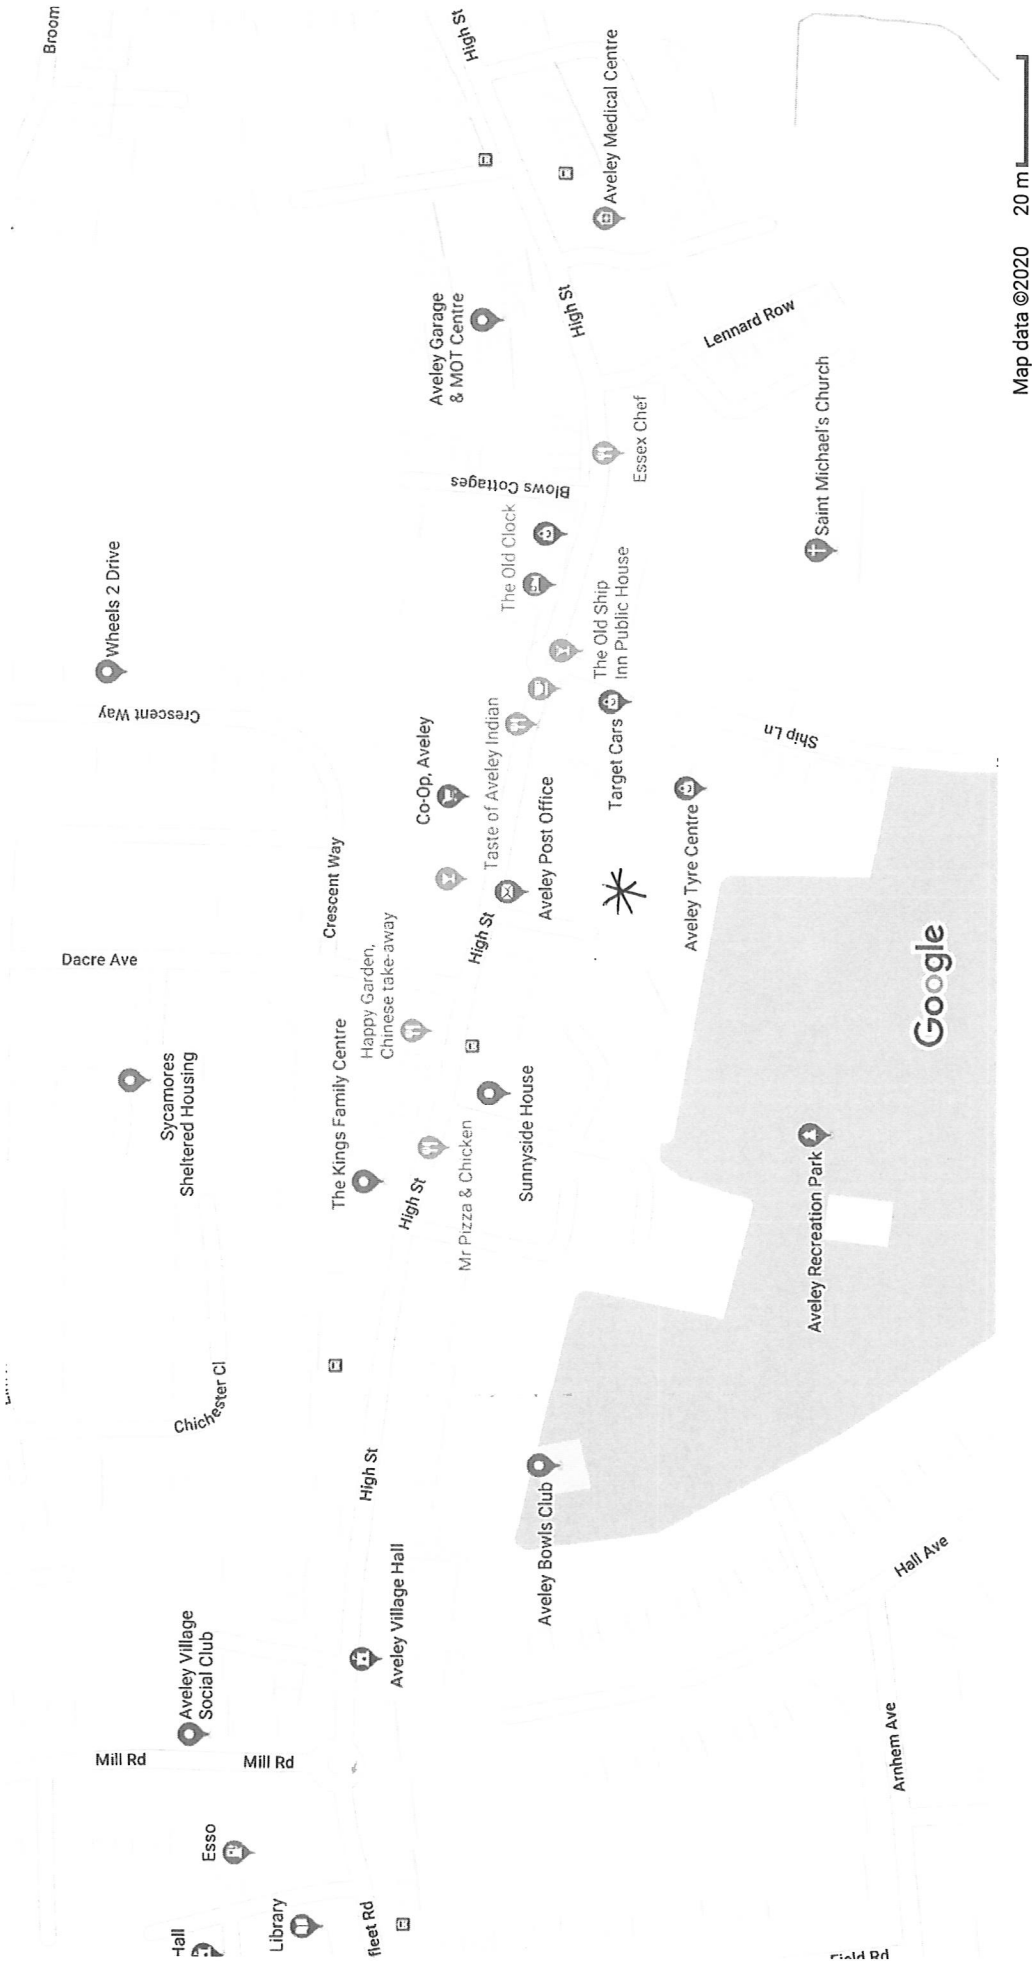 Broom
High St
Aveley Medical Centre
Aveley Garage
& MOT Centre
High St
Lennard Row
Essex Chef
Blows Cottages
Saint Michael's Church
The Old Clock
Wheels 2 Drive
Crescent Way
The Old Ship
Inn Public House
Target Cars
Ship Ln
Co-Op, Aveley
Taste of Aveley Indian
Aveley Post Office
Aveley Tyre Centre
Crescent Way
High St
Dacre Ave
Happy Garden,
Chinese take-away
Google
Sycamores
Sheltered Housing
The Kings Family Centre
Sunnyside House
High St
Mr Pizza & Chicken
Aveley Recreation Park
Chichester Cl
High St
Aveley Bowls Club
Hall Ave
Aveley Village Hall
Aveley Village
Social Club
Mill Rd
Mill Rd
Arnhem Ave
Esso
Library
Hall
fleet Rd
Field Rd
Map data ©2020
20 m